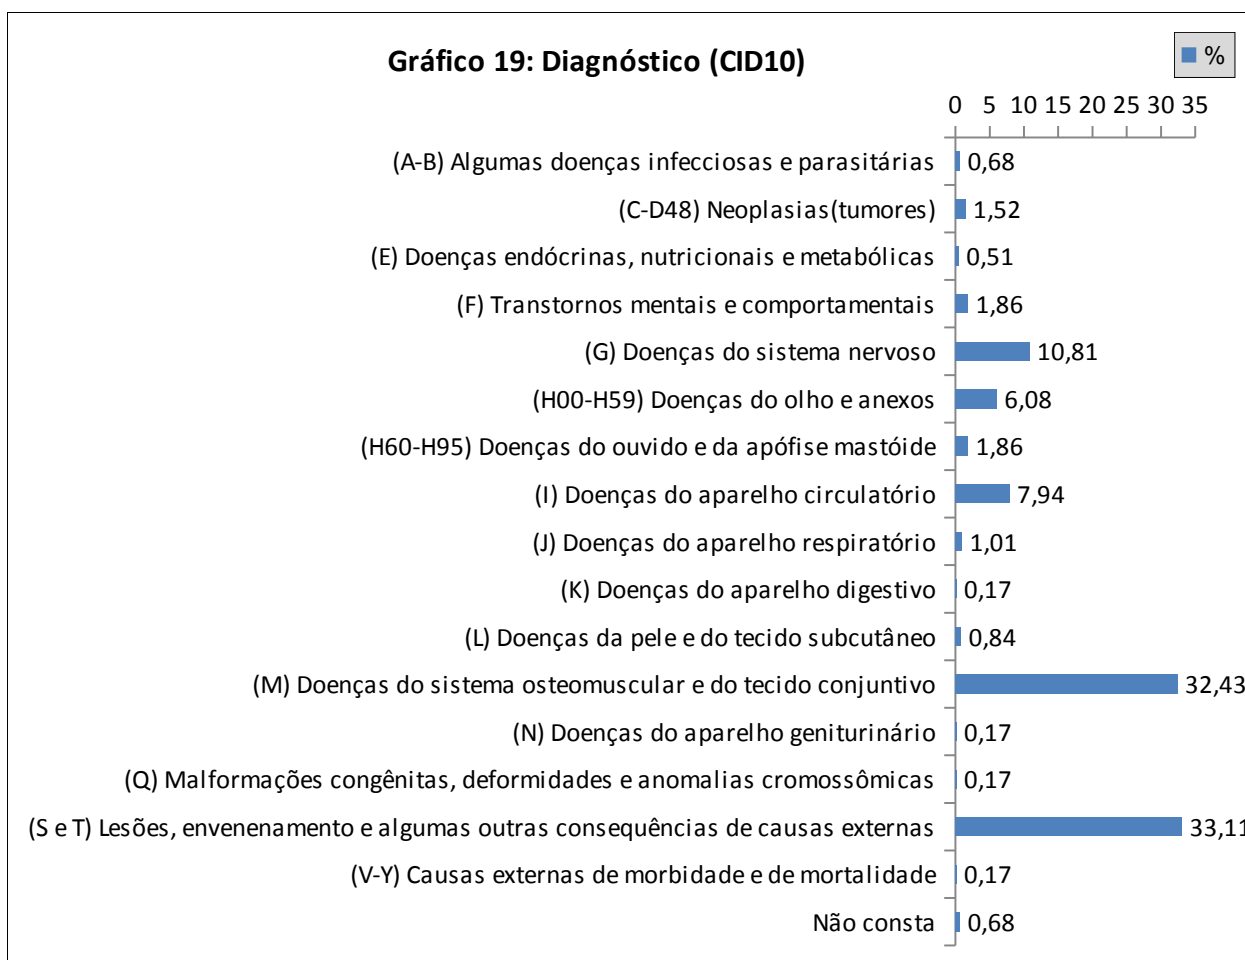 Gráfico 19: Diagnóstico (CID10)
%
0 5 10 15 20 25 30 35
(A-B) Algumas doenças infecciosas e parasitárias 0,68
(C-D48) Neoplasias(tumores) 1,52
(E) Doenças endócrinas, nutricionais e metabólicas 0,51
(F) Transtornos mentais e comportamentais 1,86
(G) Doenças do sistema nervoso 10,81
(H00-H59) Doenças do olho e anexos 6,08
(H60-H95) Doenças do ouvido e da apófise mastóide 1,86
(I) Doenças do aparelho circulatório 7,94
(J) Doenças do aparelho respiratório 1,01
(K) Doenças do aparelho digestivo 0,17
(L) Doenças da pele e do tecido subcutâneo 0,84
(M) Doenças do sistema osteomuscular e do tecido conjuntivo 32,43
(N) Doenças do aparelho geniturinário 0,17
(Q) Malformações congênitas, deformidades e anomalias cromossômicas 0,17
(S e T) Lesões, envenenamento e algumas outras consequências de causas externas 33,11
(V-Y) Causas externas de morbidade e de mortalidade 0,17
Não consta 0,68